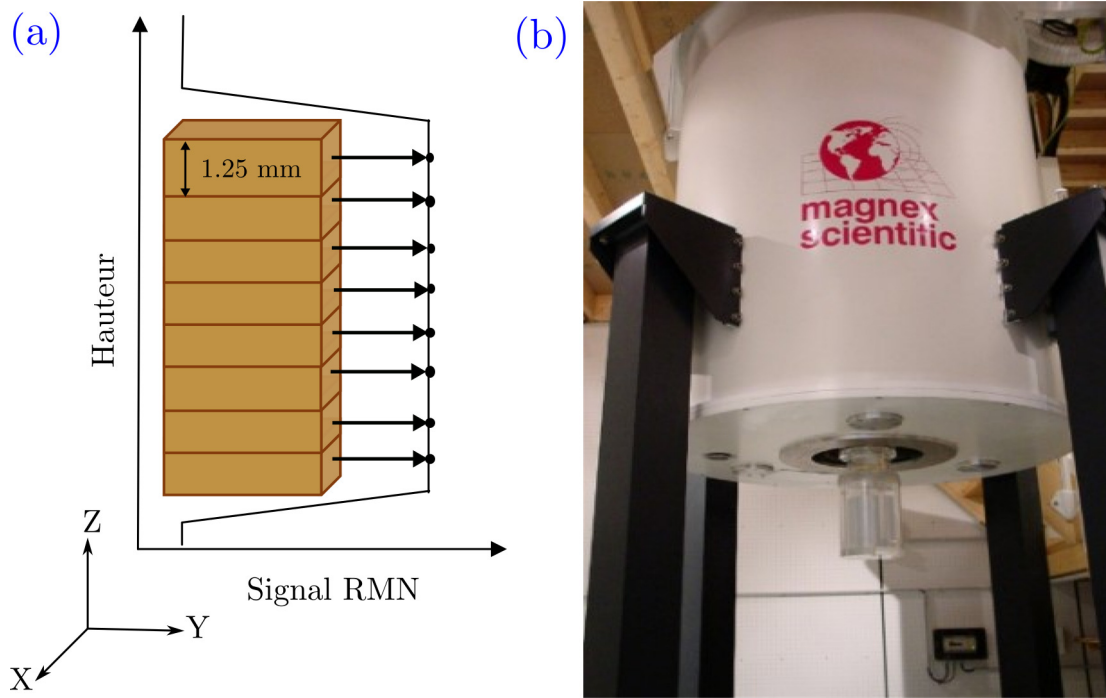 (a)
1.25 mm
Hauteur
Signal RMN
Z
Y
X
(b)
magnex
scientific